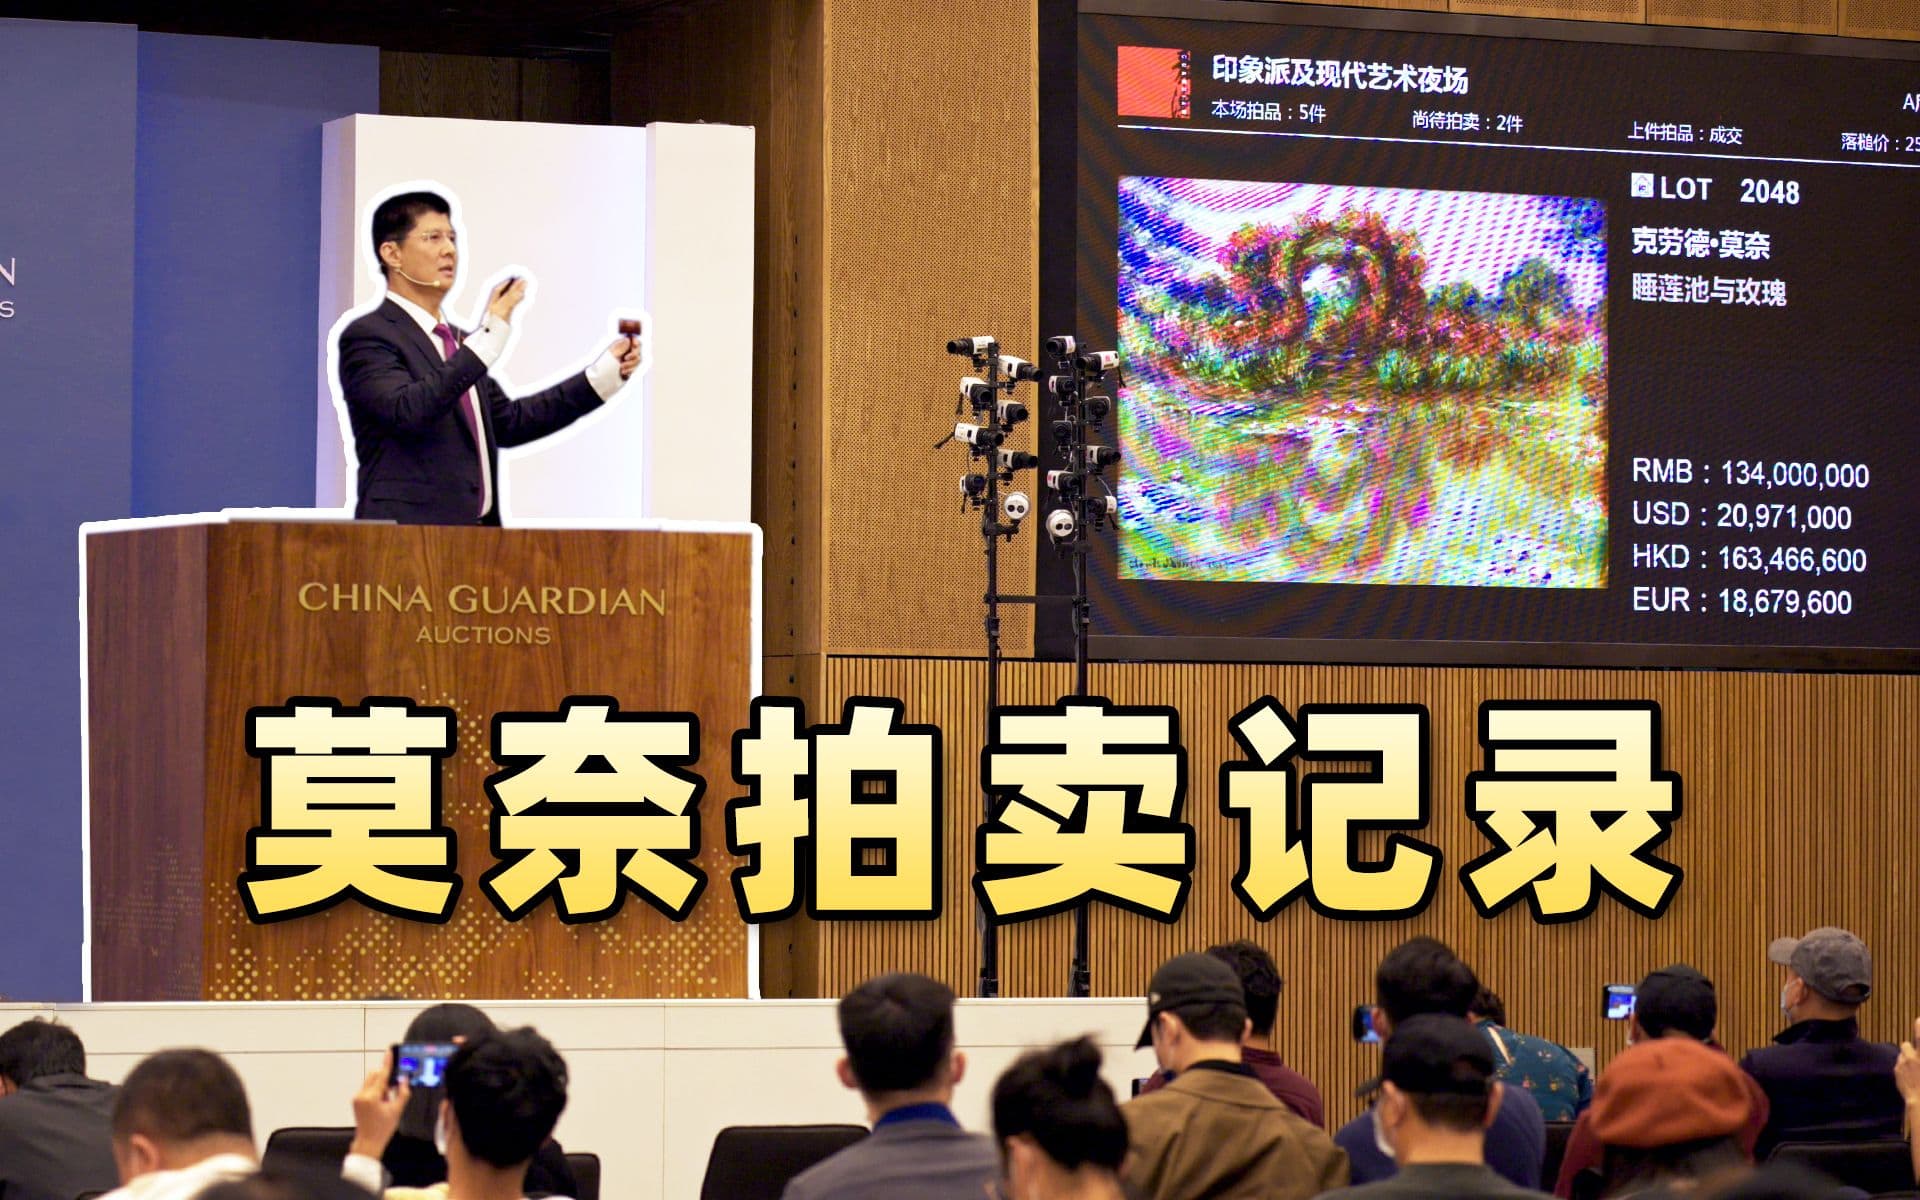 印象派及现代艺术夜场
本场拍品：5件 尚待拍卖：2件 上件拍品：成交 落槌价：25
LOT 2048
克劳德·莫奈
睡莲池与玫瑰
RMB：134,000,000
USD：20,971,000
HKD：163,466,600
EUR：18,679,600
CHINA GUARDIAN
AUCTIONS
莫奈拍卖记录